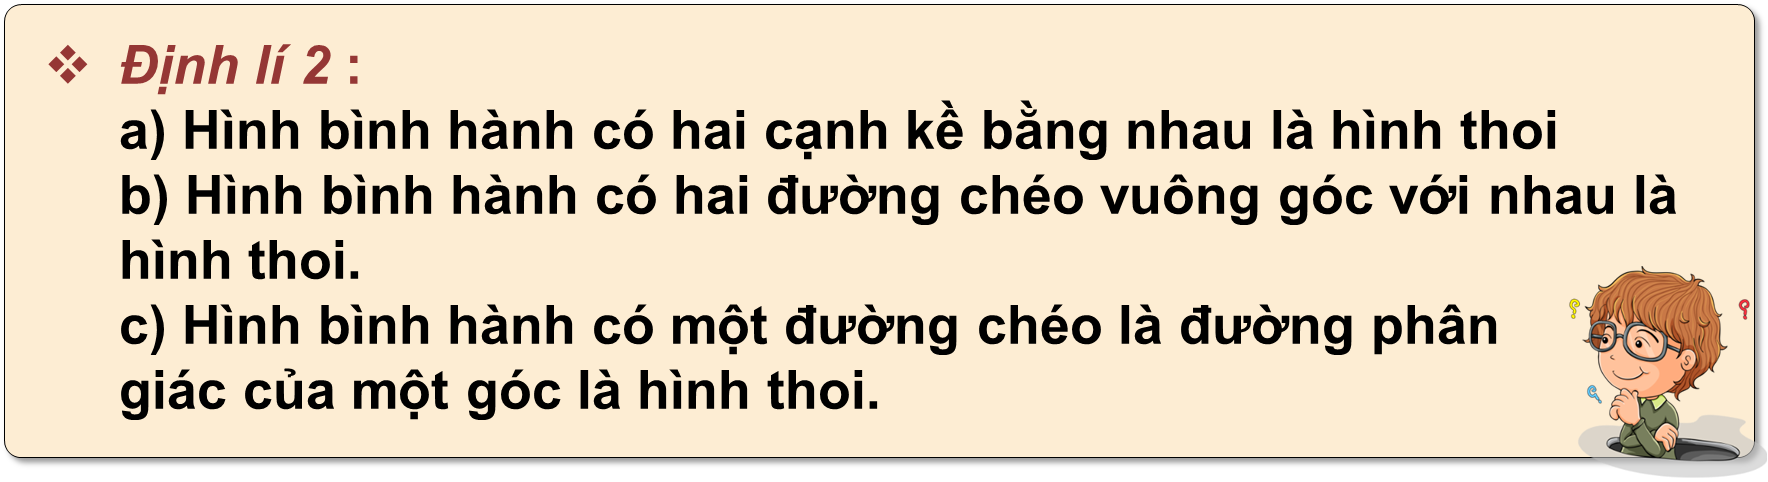 ❖ Định lí 2 :
a) Hình bình hành có hai cạnh kề bằng nhau là hình thoi
b) Hình bình hành có hai đường chéo vuông góc với nhau là
hình thoi.
c) Hình bình hành có một đường chéo là đường phân
giác của một góc là hình thoi.